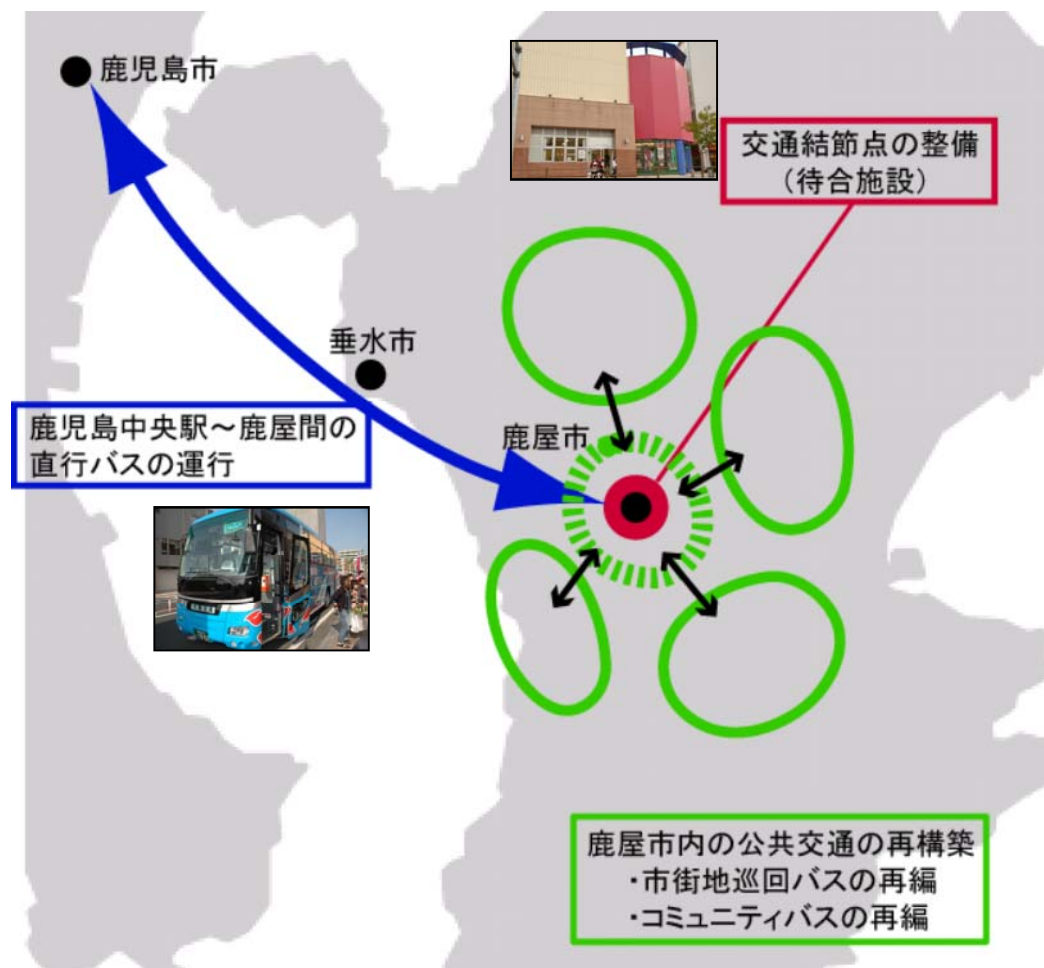 鹿児島市
交通結節点の整備
（待合施設）
垂水市
鹿児島中央駅～鹿屋間の
直行バスの運行
鹿屋市
鹿屋市内の公共交通の再構築
・市街地巡回バスの再編
・コミュニティバスの再編